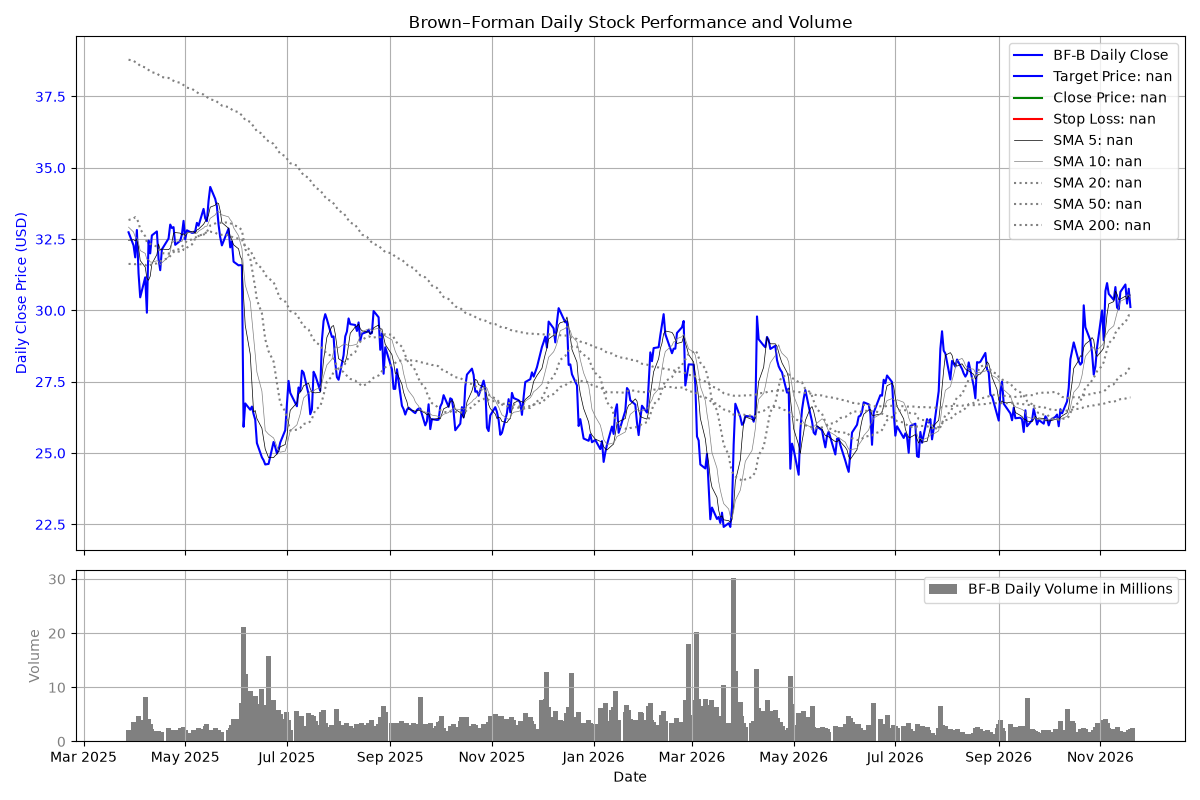 Brown–Forman Daily Stock Performance and Volume
Daily Close Price (USD)
37.5
35.0
32.5
30.0
27.5
25.0
22.5
BF-B Daily Close
Target Price: nan
Close Price: nan
Stop Loss: nan
SMA 5: nan
SMA 10: nan
SMA 20: nan
SMA 50: nan
SMA 200: nan
Volume
30
20
10
0
BF-B Daily Volume in Millions
Mar 2025 May 2025 Jul 2025 Sep 2025 Nov 2025 Jan 2026 Mar 2026 May 2026 Jul 2026 Sep 2026 Nov 2026
Date